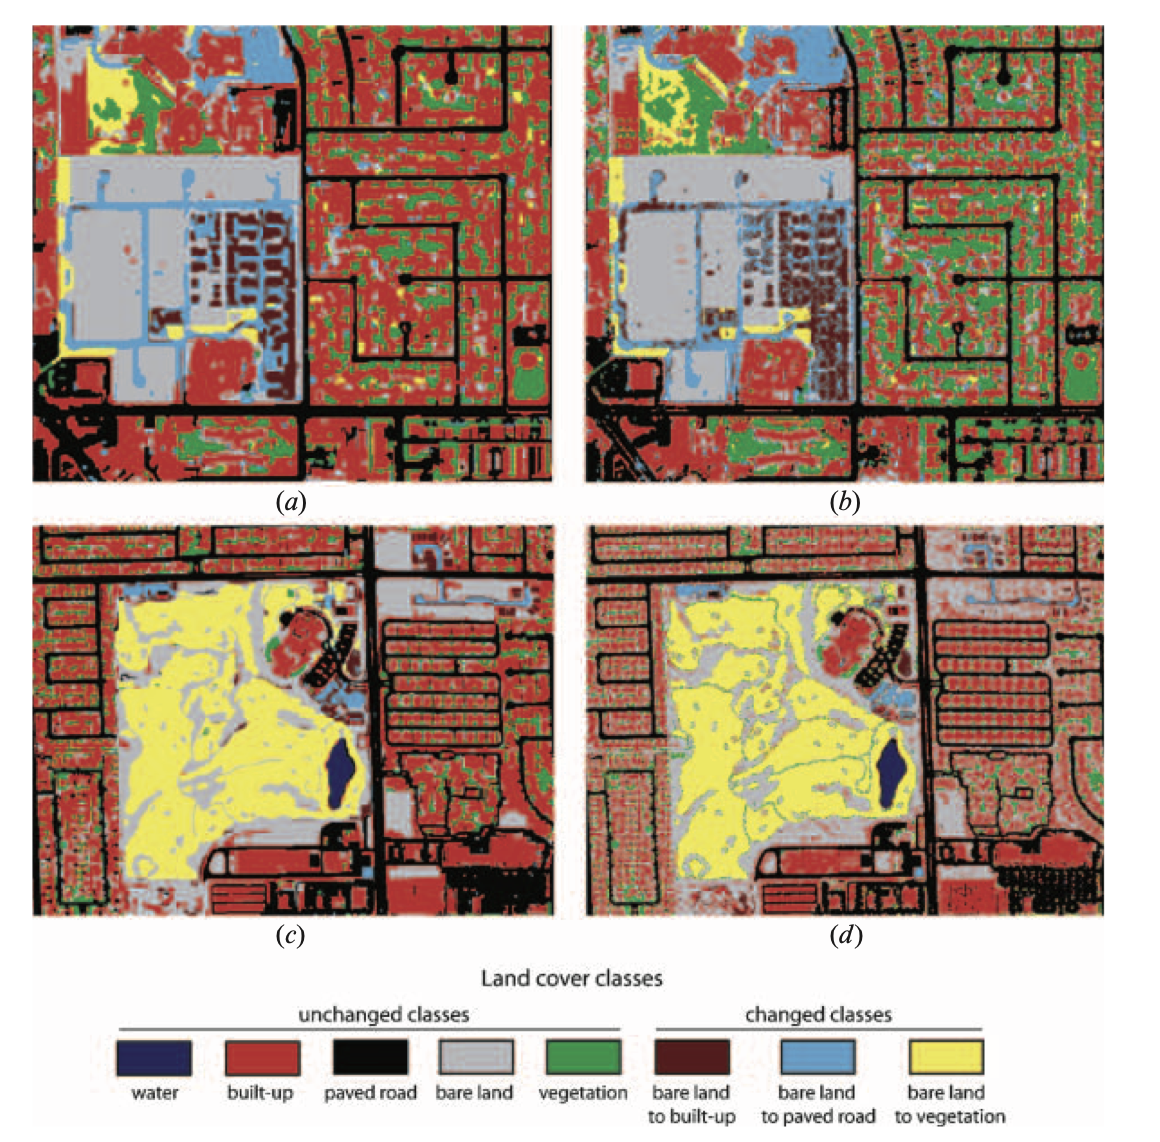 (a)
(b)
(c)
(d)
Land cover classes
unchanged classes
changed classes
water
built-up
paved road
bare land
vegetation
bare land
to built-up
bare land
to paved road
bare land
to vegetation